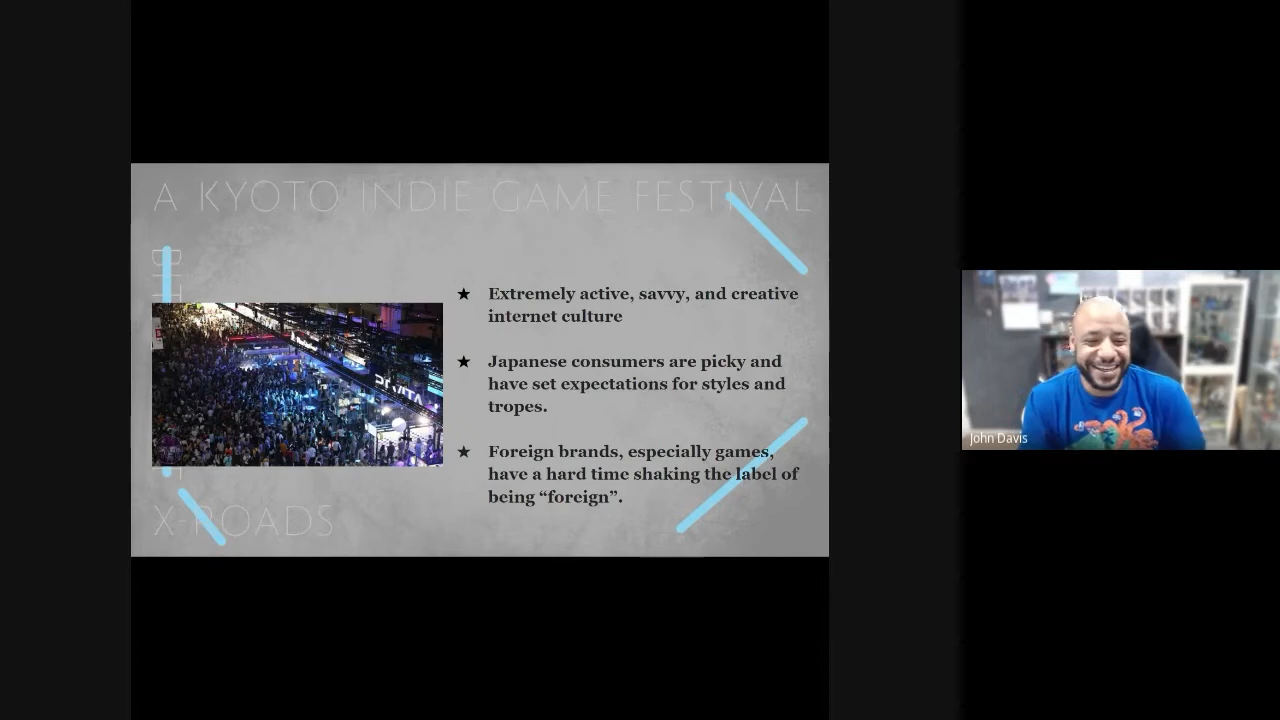 A KYOTO INDIE GAME FESTIVAL
★ Extremely active, savvy, and creative
internet culture
★ Japanese consumers are picky and
have set expectations for styles and
tropes.
★ Foreign brands, especially games,
have a hard time shaking the label of
being “foreign”.
PSVITA
X-ROADS
John Davis